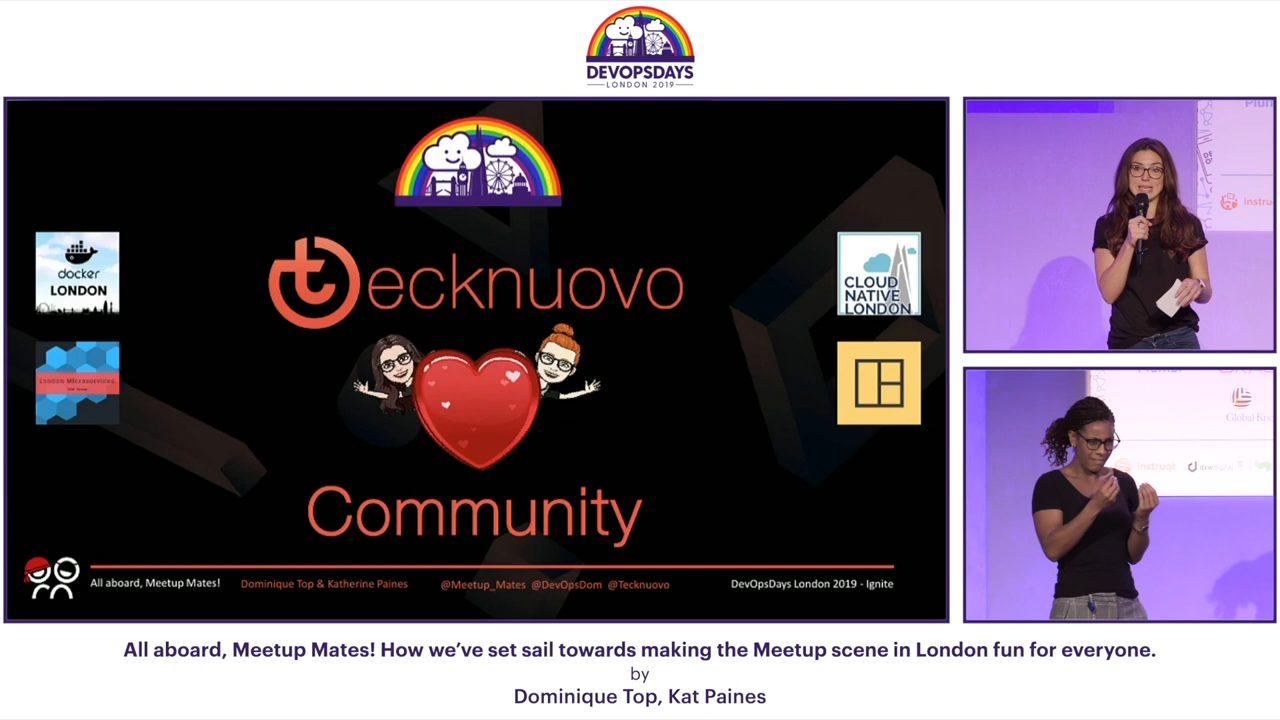 DEVOPSDAYS
LONDON 2019
docker
LONDON
London Microservices
tecknuovo
CLOUD
NATIVE
LONDON
Community
All aboard, Meetup Mates!
Dominique Top & Katherine Paines
@Meetup_Mates @DevOpsDom @Tecknuovo
DevOpsDays London 2019 - Ignite
instruqt
Global
All aboard, Meetup Mates! How we've set sail towards making the Meetup scene in London fun for everyone.
by
Dominique Top, Kat Paines